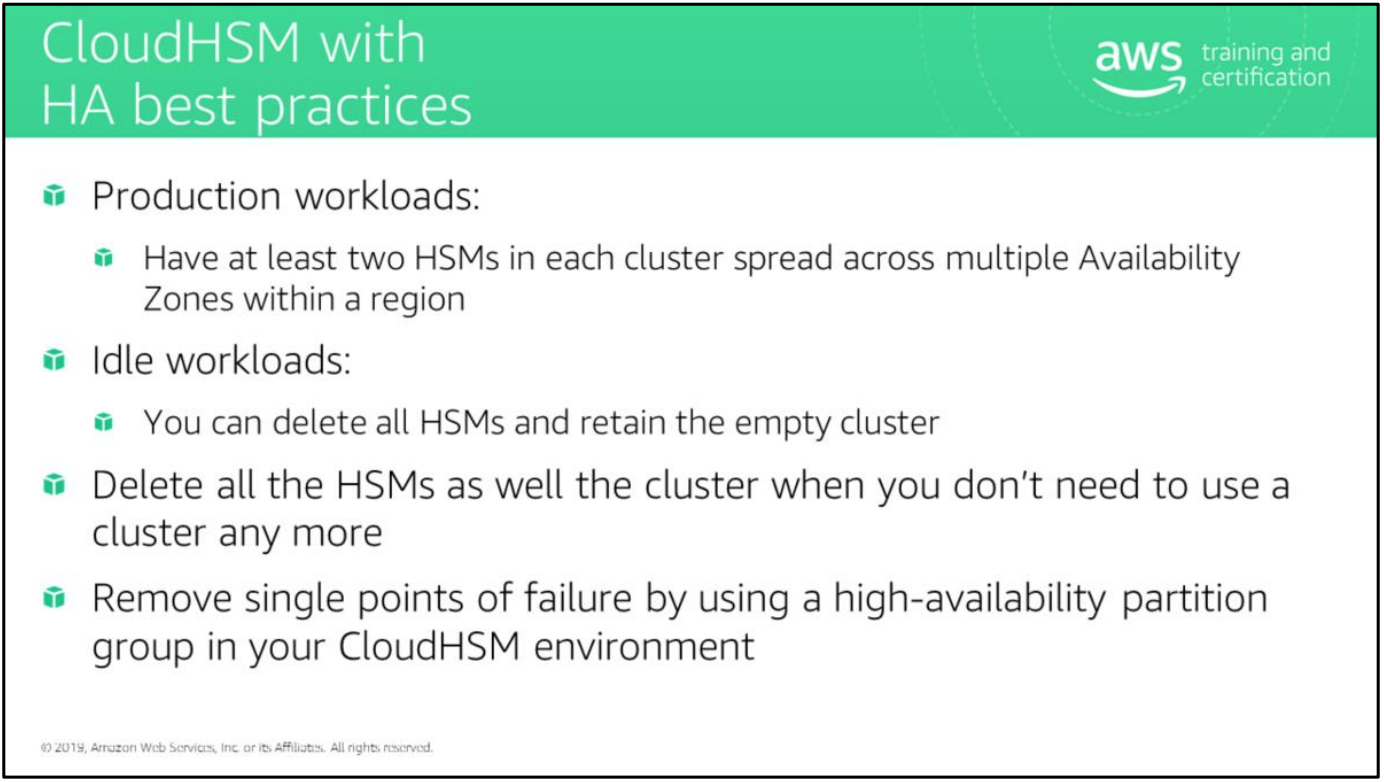 CloudHSM with
HA best practices
aws training and
certification
Production workloads:
Have at least two HSMs in each cluster spread across multiple Availability
Zones within a region
Idle workloads:
You can delete all HSMs and retain the empty cluster
Delete all the HSMs as well the cluster when you don’t need to use a
cluster any more
Remove single points of failure by using a high-availability partition
group in your CloudHSM environment
© 2019, Amazon Web Services, Inc. or its Affiliates. All rights reserved.